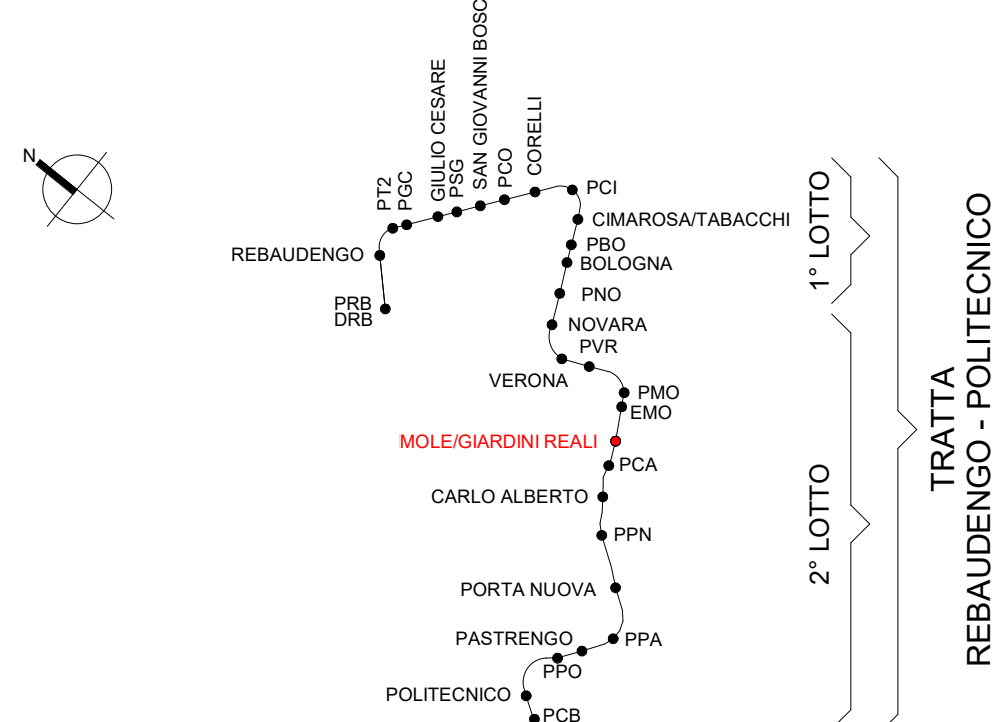 N
PT2
PGC
GIULIO CESARE
PSG
SAN GIOVANNI BOSC
PCO
CORELLI
PCI
CIMAROSA/TABACCHI
REBAUDENGO
PBO
BOLOGNA
PRB
DRB
PNO
NOVARA
PVR
VERONA
PMO
EMO
MOLE/GIARDINI REALI
PCA
CARLO ALBERTO
PPN
PORTA NUOVA
PASTRENGO
PPA
PPO
POLITECNICO
PCB
1° LOTTO
2° LOTTO
TRATTA
REBAUDENGO - POLITECNICO